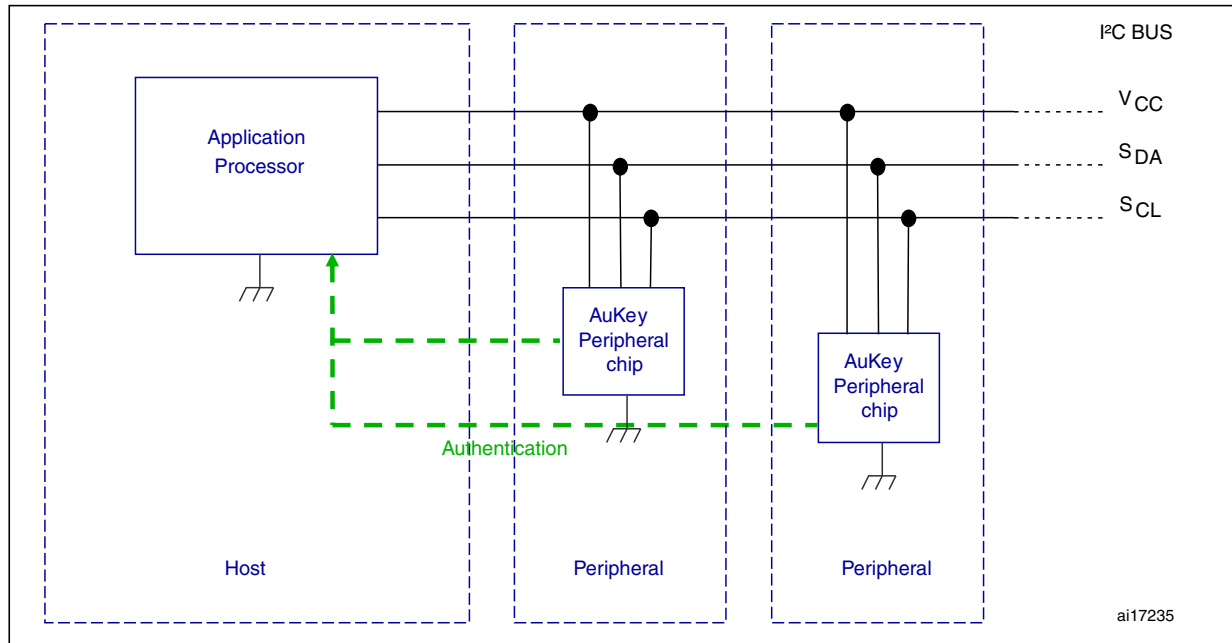 I²C BUS
VCC
Application
Processor
SDA
SCL
AuKey
Peripheral
chip
AuKey
Peripheral
chip
Authentication
Host
Peripheral
Peripheral
ai17235